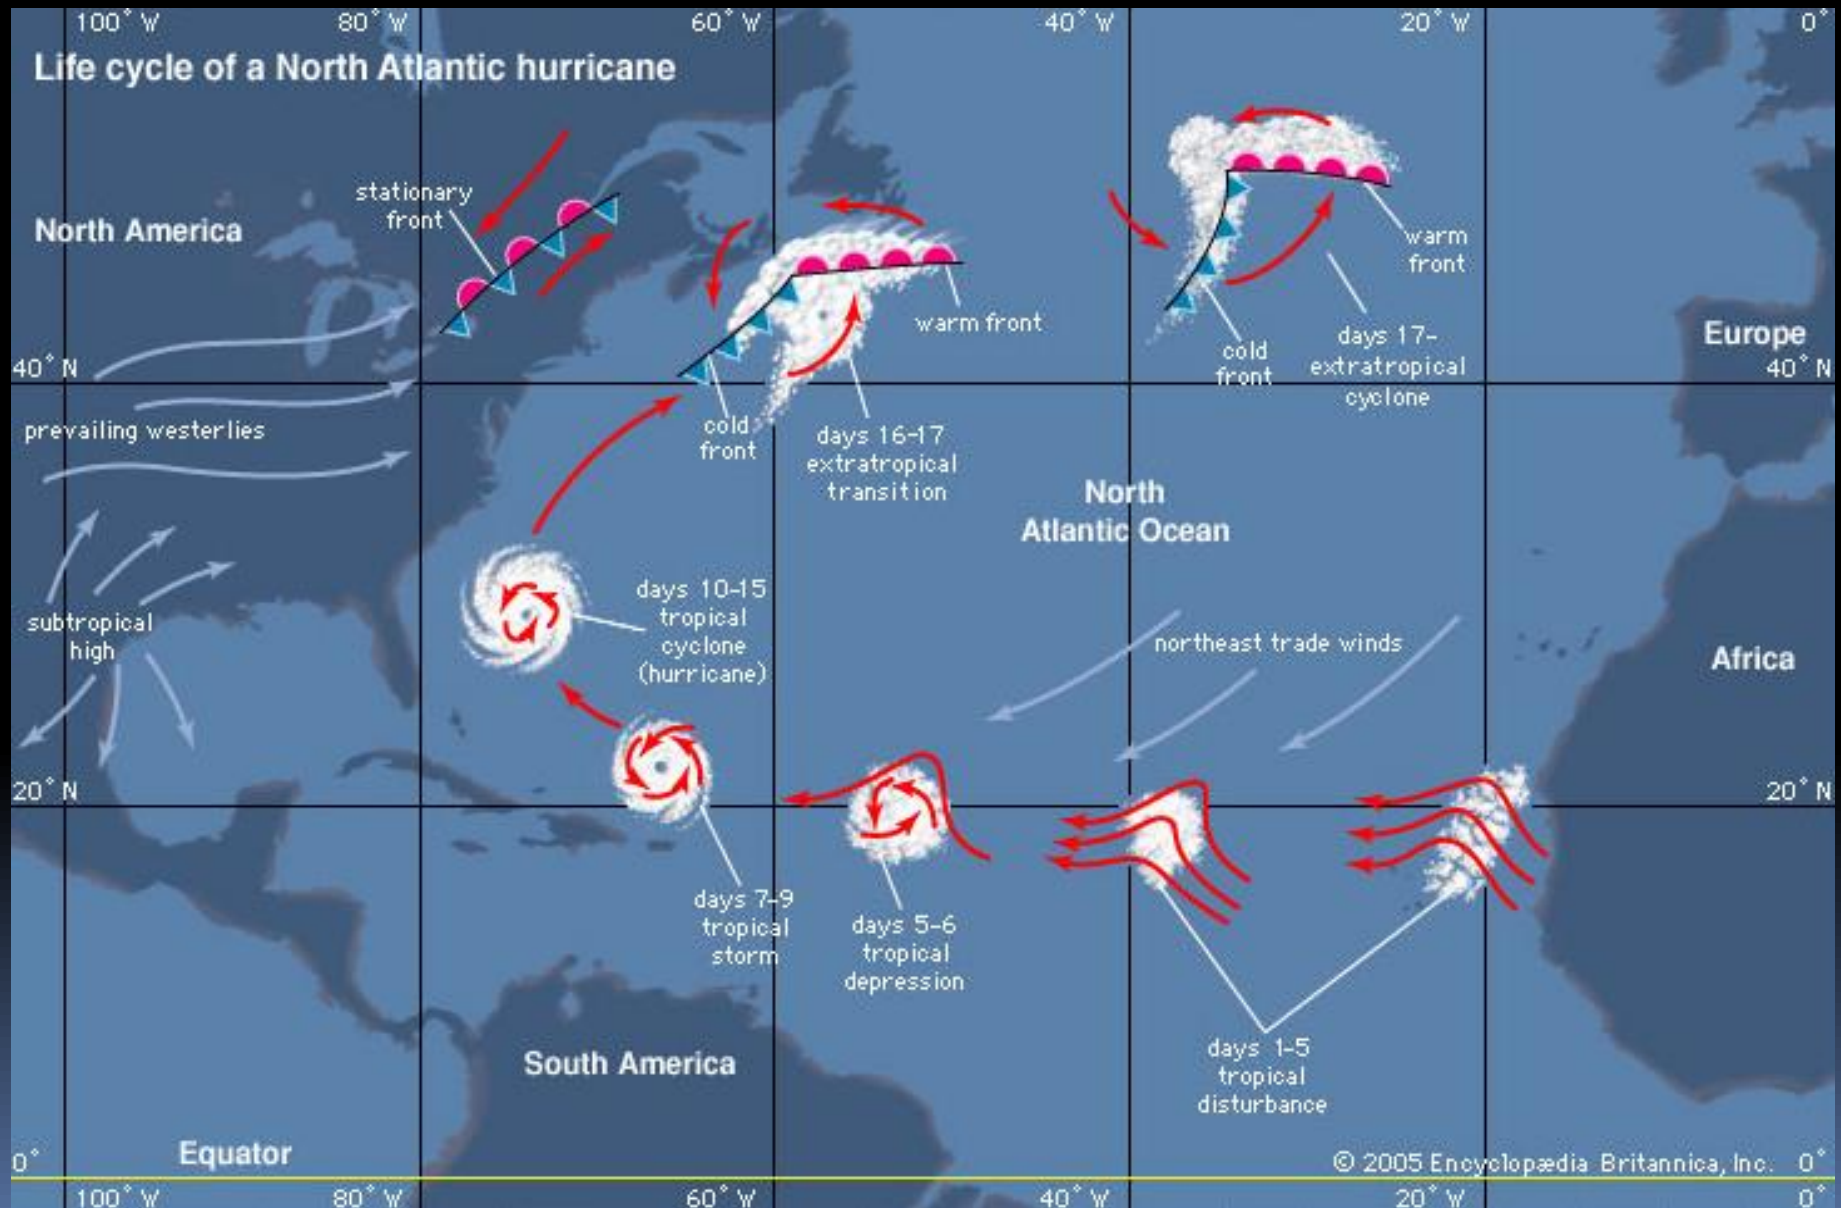 100° W 80° W 60° W 40° W 20° W 0°
Life cycle of a North Atlantic hurricane
stationary
front
North America
warm
front
warm front
Europe
days 17-
extratropical
cyclone
cold
front
40° N
40° N
prevailing westerlies
cold
front
days 16-17
extratropical
transition
North
Atlantic Ocean
days 10-15
tropical
cyclone
(hurricane)
subtropical
high
northeast trade winds
Africa
20° N
20° N
days 7-9
tropical
storm
days 5-6
tropical
depression
days 1-5
tropical
disturbance
South America
Equator
0°
© 2005 Encyclopædia Britannica, Inc. 0°
100° W 80° W 60° W 40° W 20° W 0°